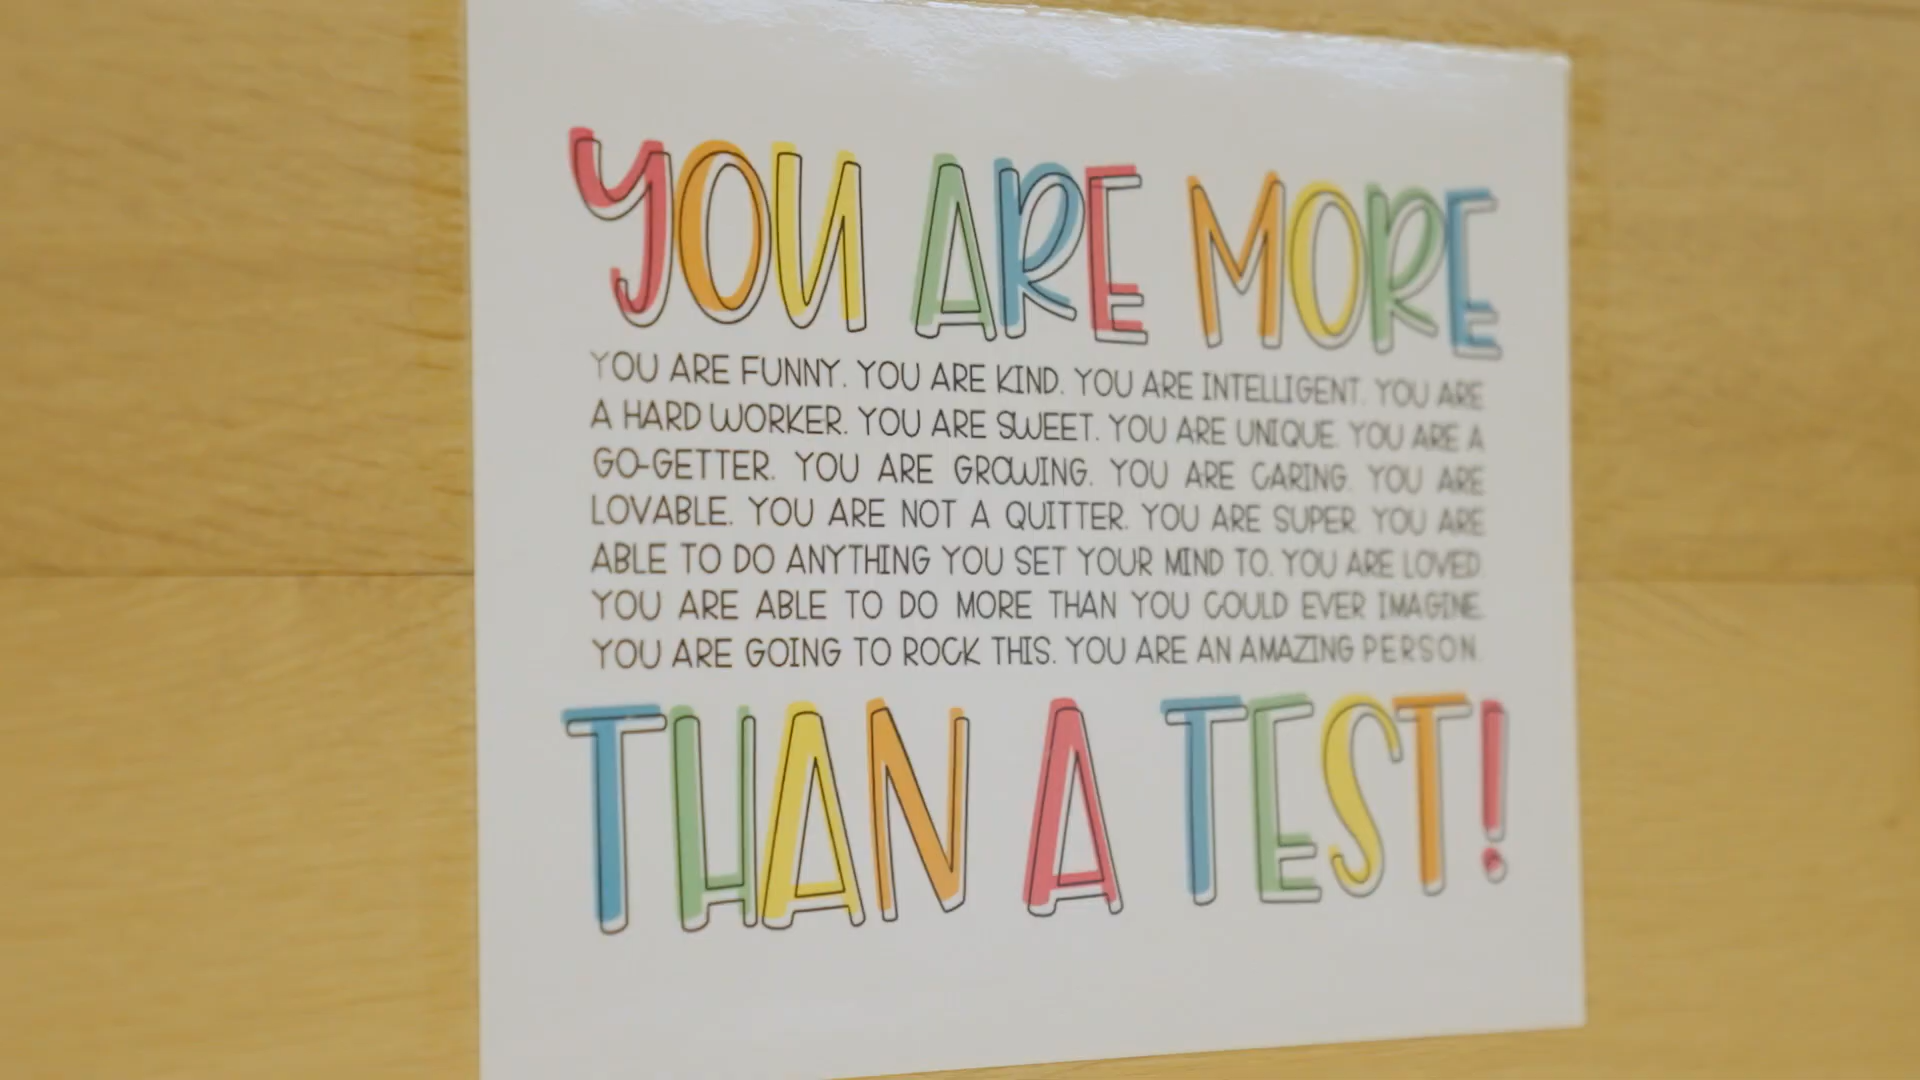 YOU ARE MORE
YOU ARE FUNNY. YOU ARE KIND. YOU ARE INTELLIGENT. YOU ARE
A HARD WORKER. YOU ARE SWEET. YOU ARE UNIQUE. YOU ARE A
GO-GETTER. YOU ARE GROWING. YOU ARE CARING. YOU ARE
LOVABLE. YOU ARE NOT A QUITTER. YOU ARE SUPER. YOU ARE
ABLE TO DO ANYTHING YOU SET YOUR MIND TO. YOU ARE LOVED.
YOU ARE ABLE TO DO MORE THAN YOU COULD EVER IMAGINE.
YOU ARE GOING TO ROCK THIS. YOU ARE AN AMAZING PERSON.
THAN A TEST!